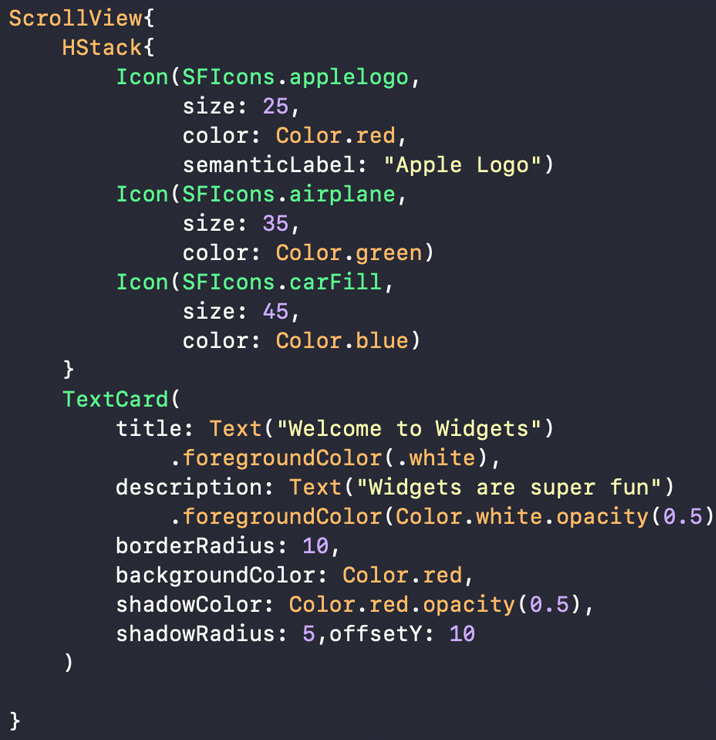 ScrollView{
    HStack{
        Icon(SFIcons.applelogo,
             size: 25,
             color: Color.red,
             semanticLabel: "Apple Logo")
        Icon(SFIcons.airplane,
             size: 35,
             color: Color.green)
        Icon(SFIcons.carFill,
             size: 45,
             color: Color.blue)
    }
    TextCard(
        title: Text("Welcome to Widgets")
            .foregroundColor(.white),
        description: Text("Widgets are super fun")
            .foregroundColor(Color.white.opacity(0.5)
        borderRadius: 10,
        backgroundColor: Color.red,
        shadowColor: Color.red.opacity(0.5),
        shadowRadius: 5,offsetY: 10
    )

}